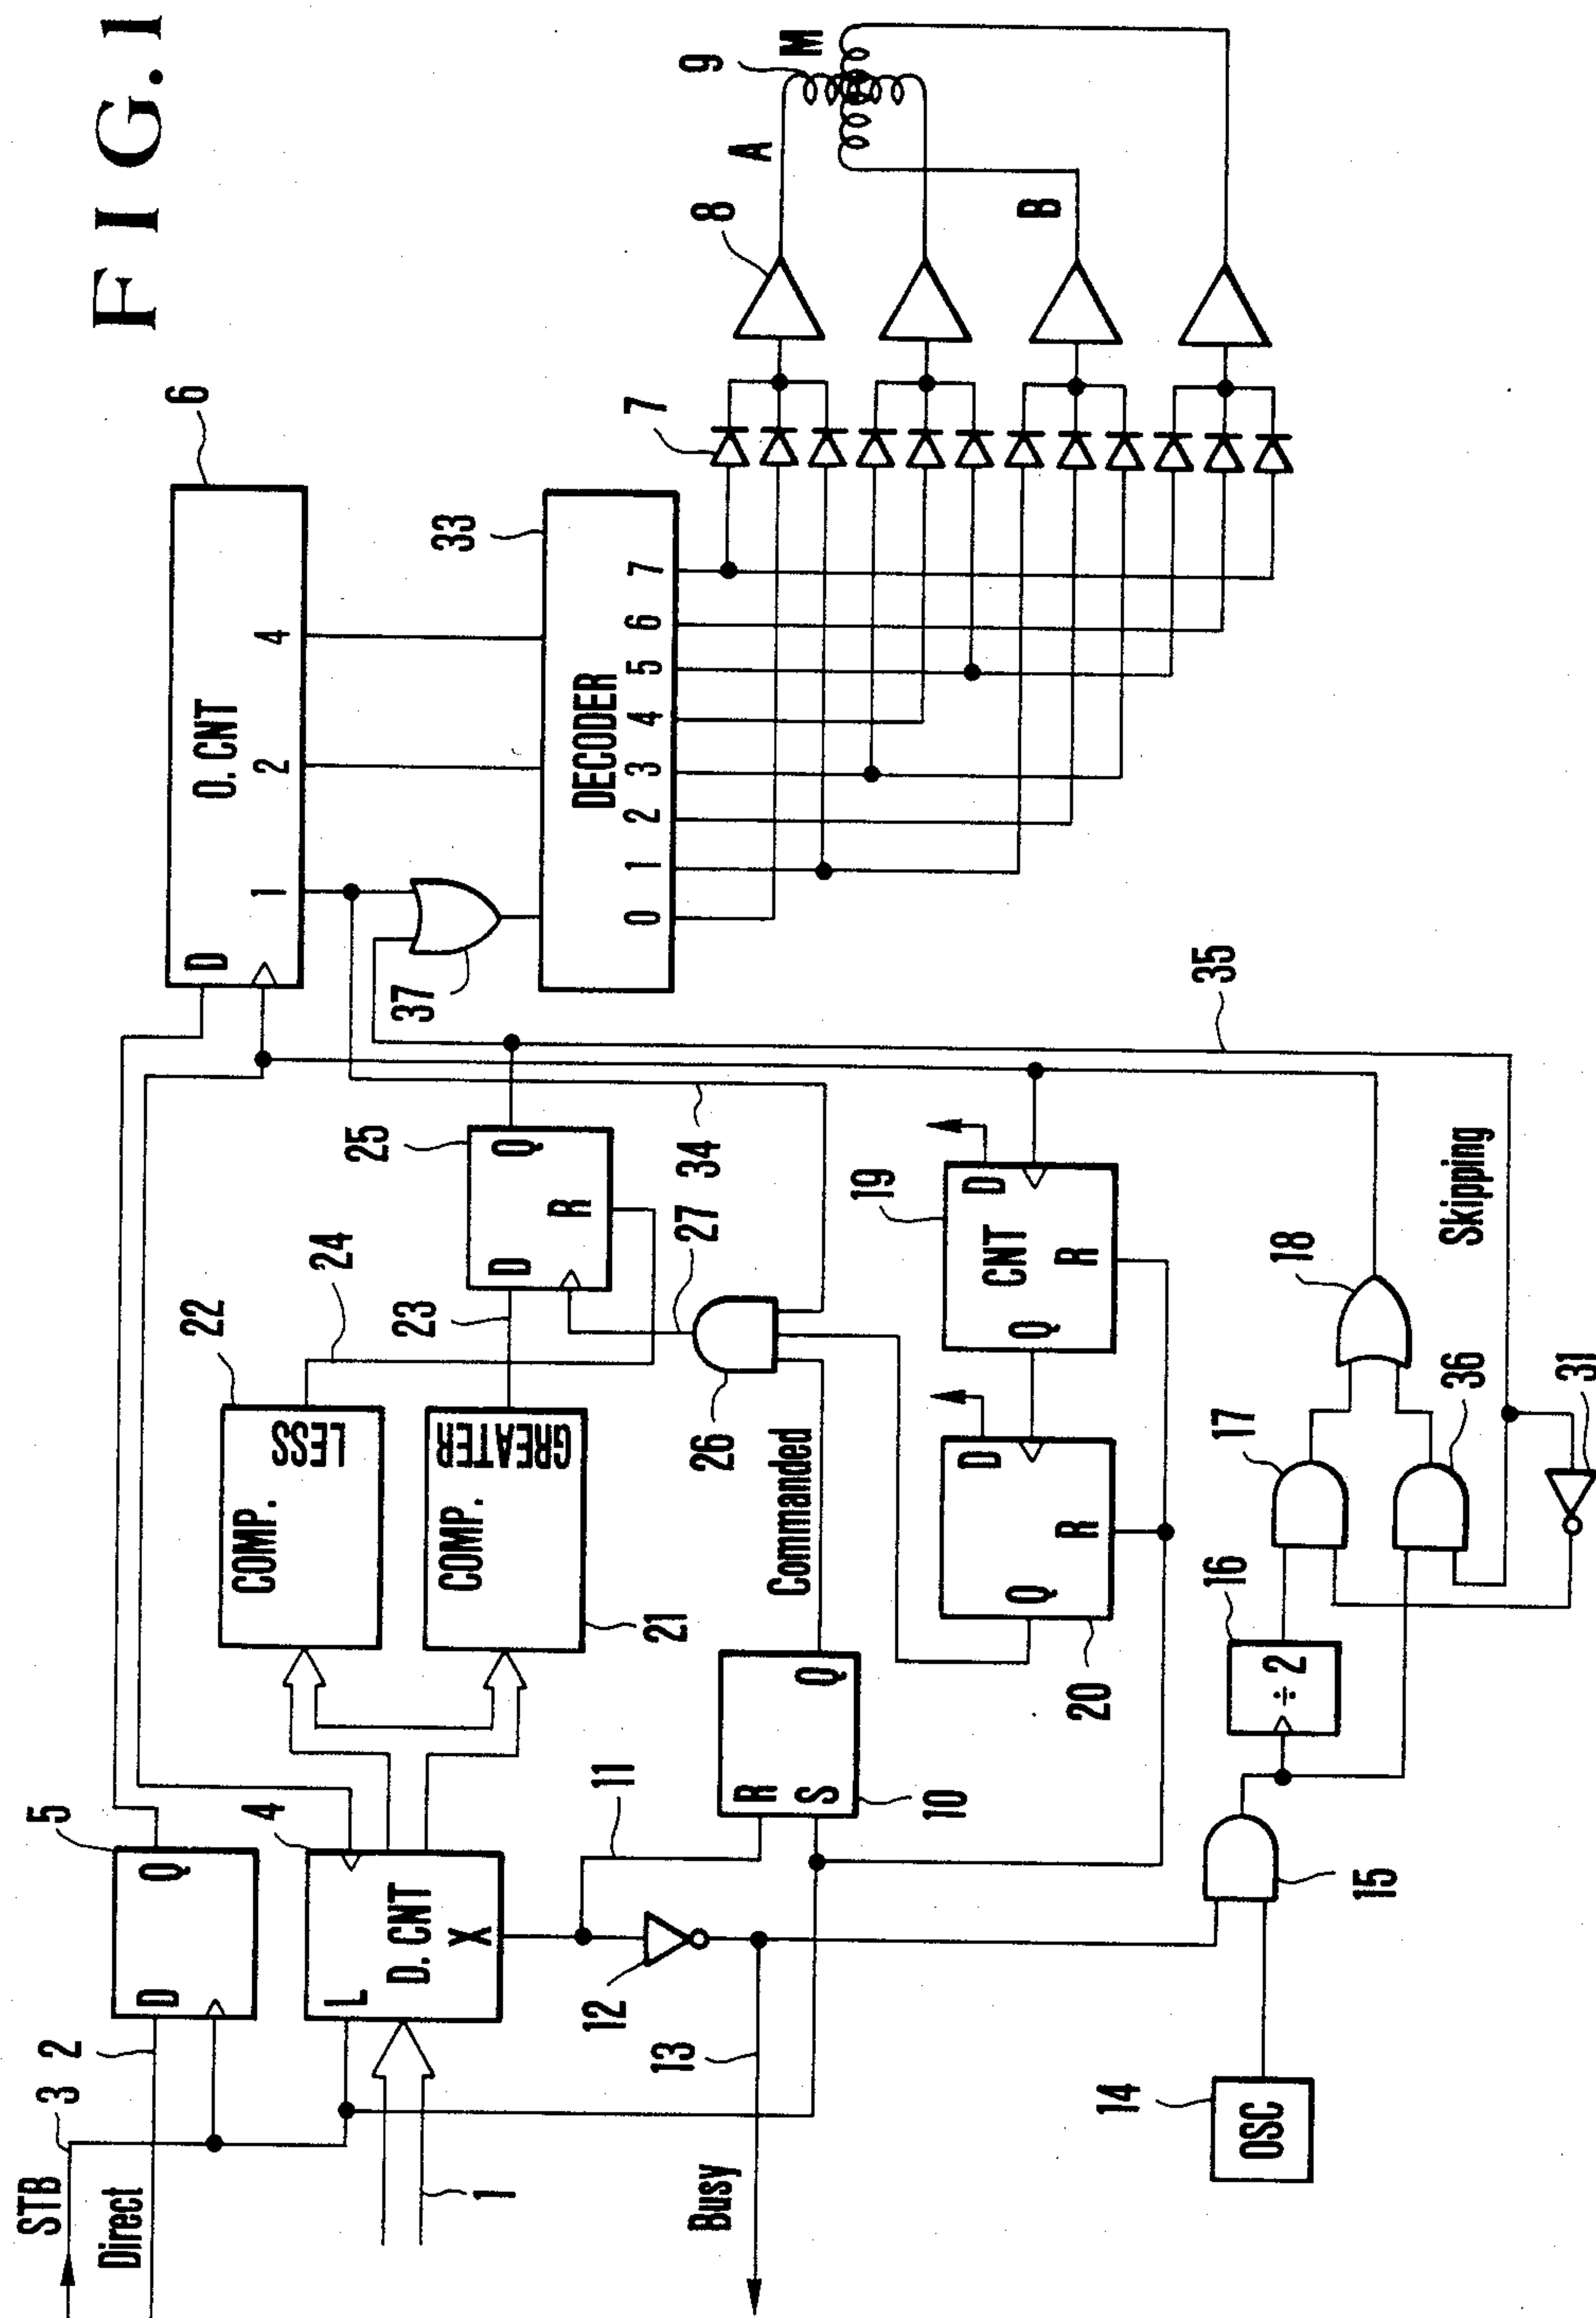 FIG. 1
STB
3
Direct
2
D
Q
5
L
D. CNT
X
4
1
6
D
O. CNT
1
2
4
37
33
DECODER
0
1
2
3
4
5
6
7
7
8
A
9
M
B
22
COMP.
LESS
24
COMP.
GREATER
21
23
25
D
Q
R
26
27
34
R
S
Q
10
11
Commanded
12
13
Busy
19
D
CNT
Q
R
D
Q
R
20
14
OSC
15
16
÷ 2
17
36
18
31
Skipping
35